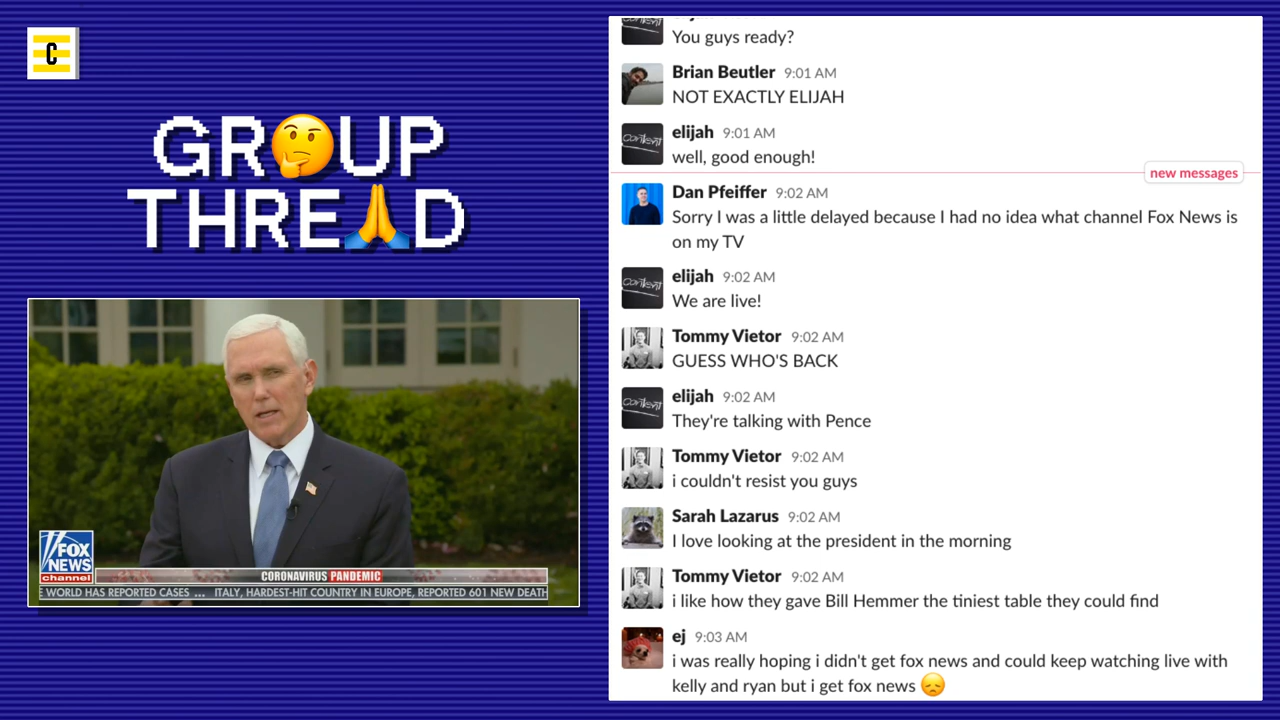 C
GR🤔UP
THRE🙏D
FOX
NEWS
channel
CORONAVIRUS PANDEMIC
E WORLD HAS REPORTED CASES ... ITALY, HARDEST-HIT COUNTRY IN EUROPE, REPORTED 601 NEW DEATH
You guys ready?
Brian Beutler 9:01 AM
NOT EXACTLY ELIJAH
elijah 9:01 AM
well, good enough!
new messages
Dan Pfeiffer 9:02 AM
Sorry I was a little delayed because I had no idea what channel Fox News is
on my TV
elijah 9:02 AM
We are live!
Tommy Vietor 9:02 AM
GUESS WHO'S BACK
elijah 9:02 AM
They're talking with Pence
Tommy Vietor 9:02 AM
i couldn't resist you guys
Sarah Lazarus 9:02 AM
I love looking at the president in the morning
Tommy Vietor 9:02 AM
i like how they gave Bill Hemmer the tiniest table they could find
ej 9:03 AM
i was really hoping i didn't get fox news and could keep watching live with
kelly and ryan but i get fox news 😞